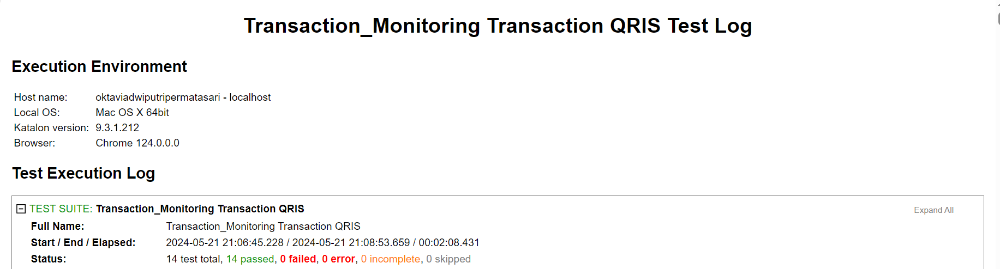 Transaction_Monitoring Transaction QRIS Test Log
Execution Environment
Host name: oktaviadwiputripermatasari - localhost
Local OS: Mac OS X 64bit
Katalon version: 9.3.1.212
Browser: Chrome 124.0.0.0
Test Execution Log
TEST SUITE: Transaction_Monitoring Transaction QRIS Expand All
Full Name: Transaction_Monitoring Transaction QRIS
Start / End / Elapsed: 2024-05-21 21:06:45.228 / 2024-05-21 21:08:53.659 / 00:02:08.431
Status: 14 test total, 14 passed, 0 failed, 0 error, 0 incomplete, 0 skipped